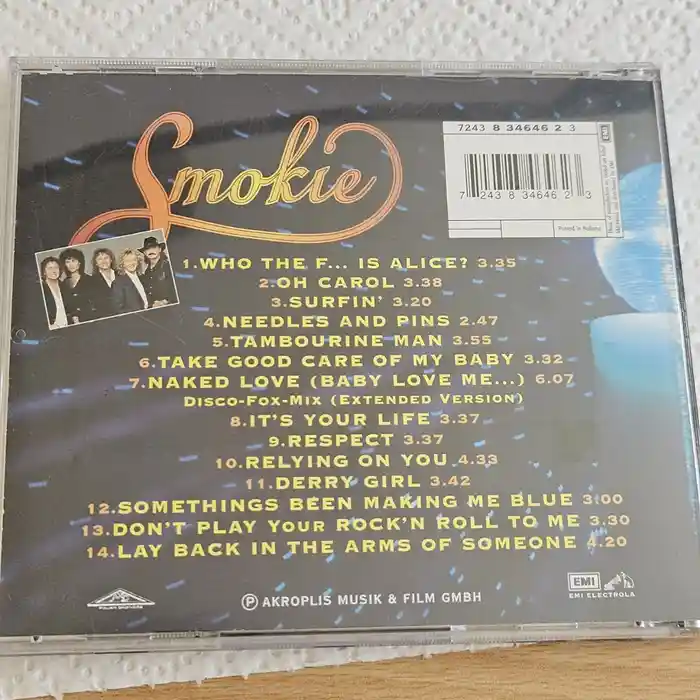 Smokie
7243 8 34646 2 3
7 243 8 34646 2 3
EMI
1.WHO THE F... IS ALICE? 3.35
2.OH CAROL 3.38
3.SURFIN' 3.20
4.NEEDLES AND PINS 2.47
5.TAMBOURINE MAN 3.55
6.TAKE GOOD CARE OF MY BABY 3.32
7.NAKED LOVE (BABY LOVE ME...) 6.07
DISCO-FOX-MIX (EXTENDED VERSION)
8.IT'S YOUR LIFE 3.37
9.RESPECT 3.37
10.RELYING ON YOU 4.33
11.DERRY GIRL 3.42
12.SOMETHINGS BEEN MAKING ME BLUE 3:00
13.DON'T PLAY YOUR ROCK'N ROLL TO ME 3.30
14.LAY BACK IN THE ARMS OF SOMEONE 4.20
Ⓟ AKROPLIS MUSIK & FILM GMBH
EMI
EMI ELECTROLA